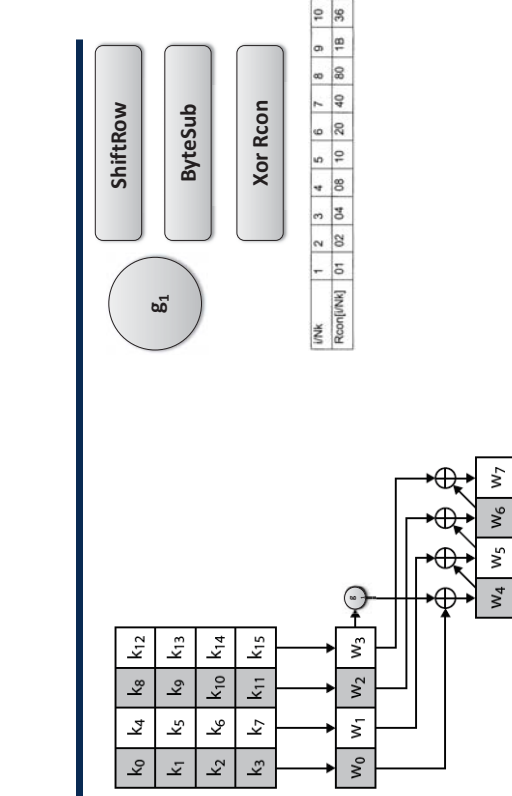 k0 k4 k8 k12
k1 k5 k9 k13
k2 k6 k10 k14
k3 k7 k11 k15
w0 w1 w2 w3
g
w4 w5 w6 w7
g1
ShiftRow
ByteSub
Xor Rcon
i/Nk 1 2 3 4 5 6 7 8 9 10
Rcon[i/Nk] 01 02 04 08 10 20 40 80 1B 36